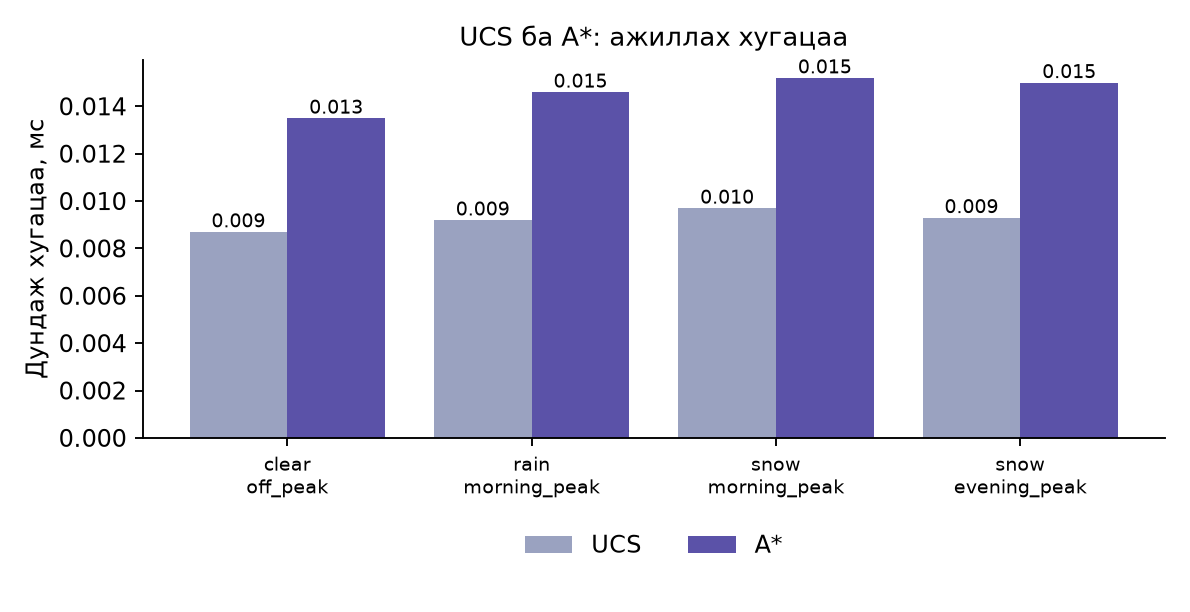 UCS ба A*: ажиллах хугацаа
Дундаж хугацаа, мс
0.014
0.012
0.010
0.008
0.006
0.004
0.002
0.000
0.009
0.013
0.009
0.015
0.010
0.015
0.009
0.015
clear
off_peak
rain
morning_peak
snow
morning_peak
snow
evening_peak
UCS
A*